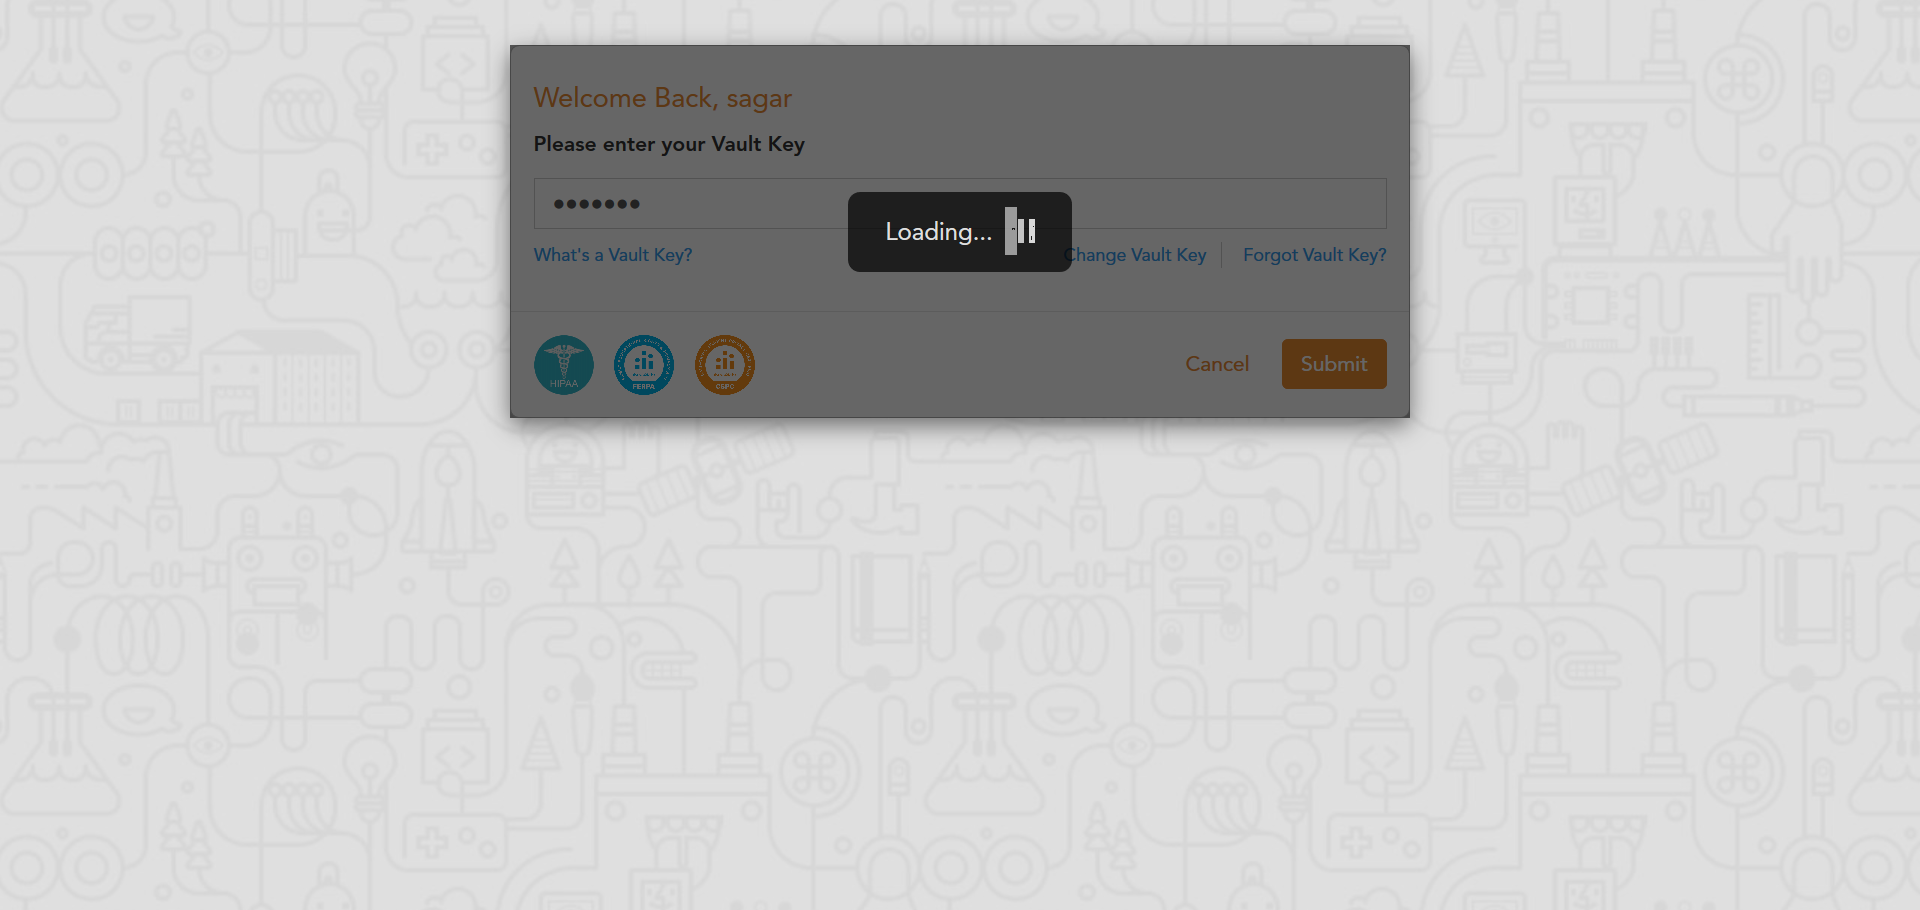 Welcome Back, sagar
Please enter your Vault Key
•••••••
Loading...
What's a Vault Key?
Change Vault Key
Forgot Vault Key?
HIPAA
FERPA
CSPC
Cancel
Submit